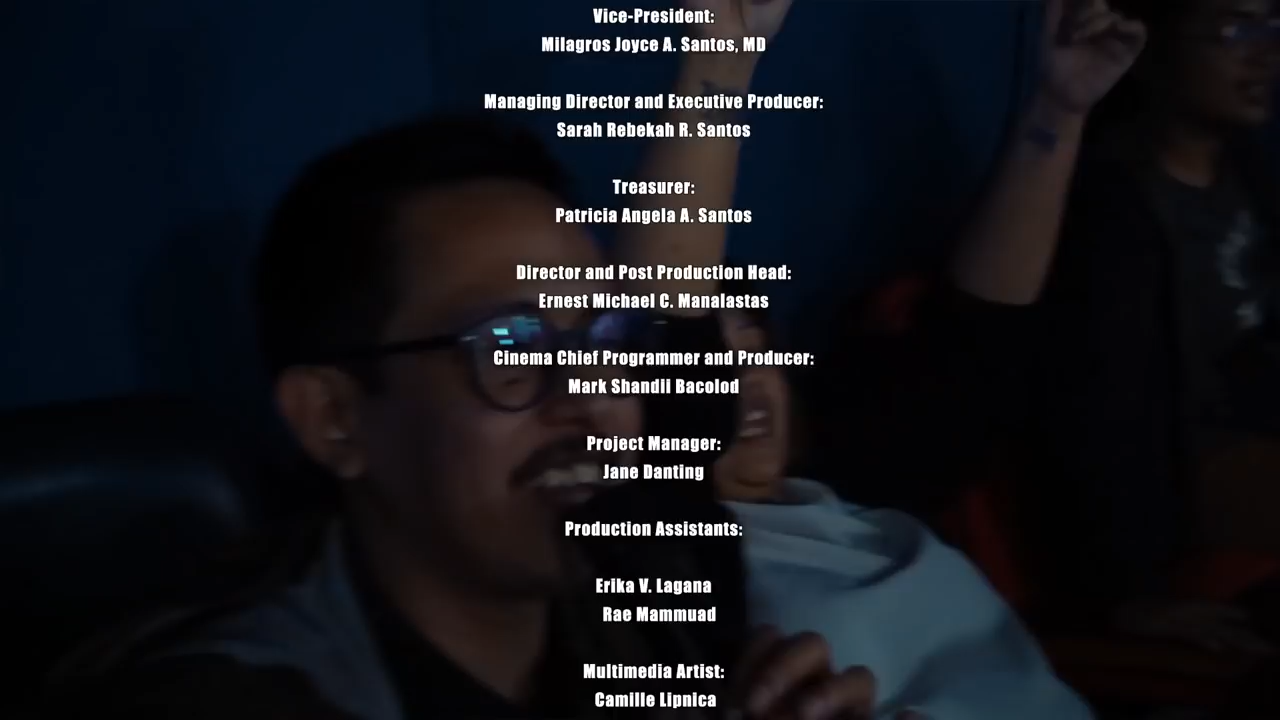 Vice-President:
Milagros Joyce A. Santos, MD
Managing Director and Executive Producer:
Sarah Rebekah R. Santos
Treasurer:
Patricia Angela A. Santos
Director and Post Production Head:
Ernest Michael C. Manalastas
Cinema Chief Programmer and Producer:
Mark Shandii Bacolod
Project Manager:
Jane Danting
Production Assistants:
Erika V. Lagana
Rae Mammuad
Multimedia Artist:
Camille Lipnica